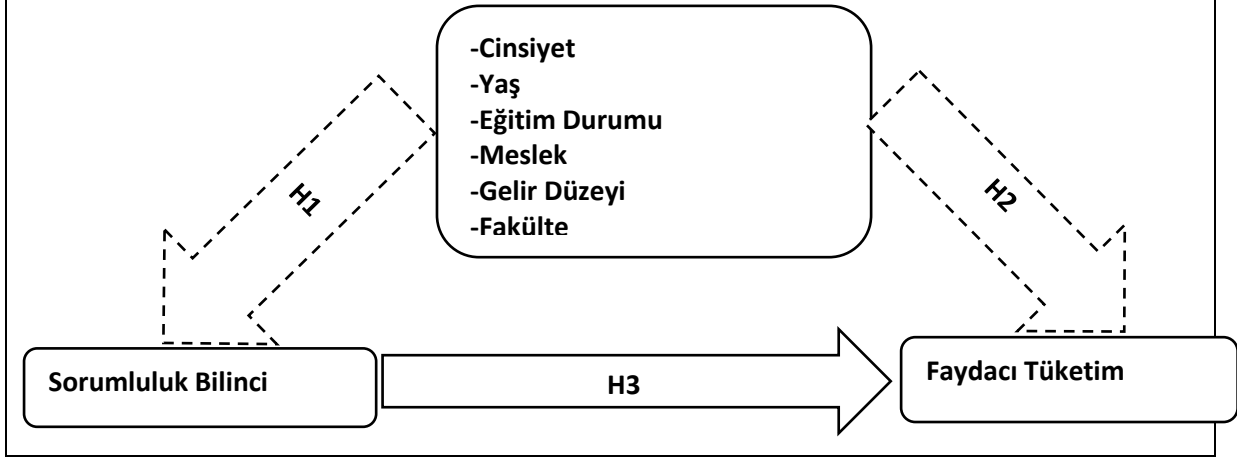 -Cinsiyet
-Yaş
-Eğitim Durumu
-Meslek
-Gelir Düzeyi
-Fakülte
H1
H2
Sorumluluk Bilinci
H3
Faydacı Tüketim